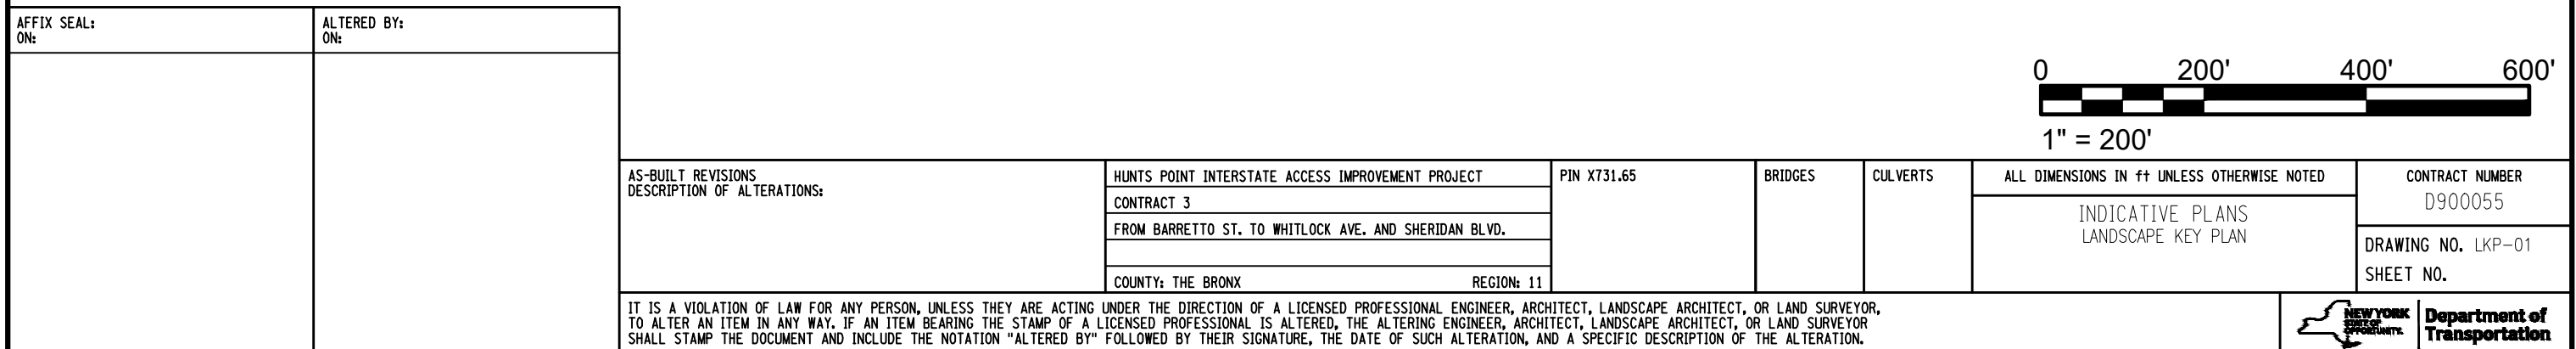 AFFIX SEAL:
ON:
ALTERED BY:
ON:
0 200' 400' 600'
1" = 200'
AS-BUILT REVISIONS
DESCRIPTION OF ALTERATIONS:
HUNTS POINT INTERSTATE ACCESS IMPROVEMENT PROJECT
CONTRACT 3
FROM BARRETTO ST. TO WHITLOCK AVE. AND SHERIDAN BLVD.
COUNTY: THE BRONX REGION: 11
PIN X731.65
BRIDGES
CULVERTS
ALL DIMENSIONS IN ft UNLESS OTHERWISE NOTED
INDICATIVE PLANS
LANDSCAPE KEY PLAN
CONTRACT NUMBER
D900055
DRAWING NO. LKP-01
SHEET NO.
IT IS A VIOLATION OF LAW FOR ANY PERSON, UNLESS THEY ARE ACTING UNDER THE DIRECTION OF A LICENSED PROFESSIONAL ENGINEER, ARCHITECT, LANDSCAPE ARCHITECT, OR LAND SURVEYOR,
TO ALTER AN ITEM IN ANY WAY. IF AN ITEM BEARING THE STAMP OF A LICENSED PROFESSIONAL IS ALTERED, THE ALTERING ENGINEER, ARCHITECT, LANDSCAPE ARCHITECT, OR LAND SURVEYOR
SHALL STAMP THE DOCUMENT AND INCLUDE THE NOTATION "ALTERED BY" FOLLOWED BY THEIR SIGNATURE, THE DATE OF SUCH ALTERATION, AND A SPECIFIC DESCRIPTION OF THE ALTERATION.
NEW YORK
STATE OF
OPPORTUNITY.
Department of
Transportation